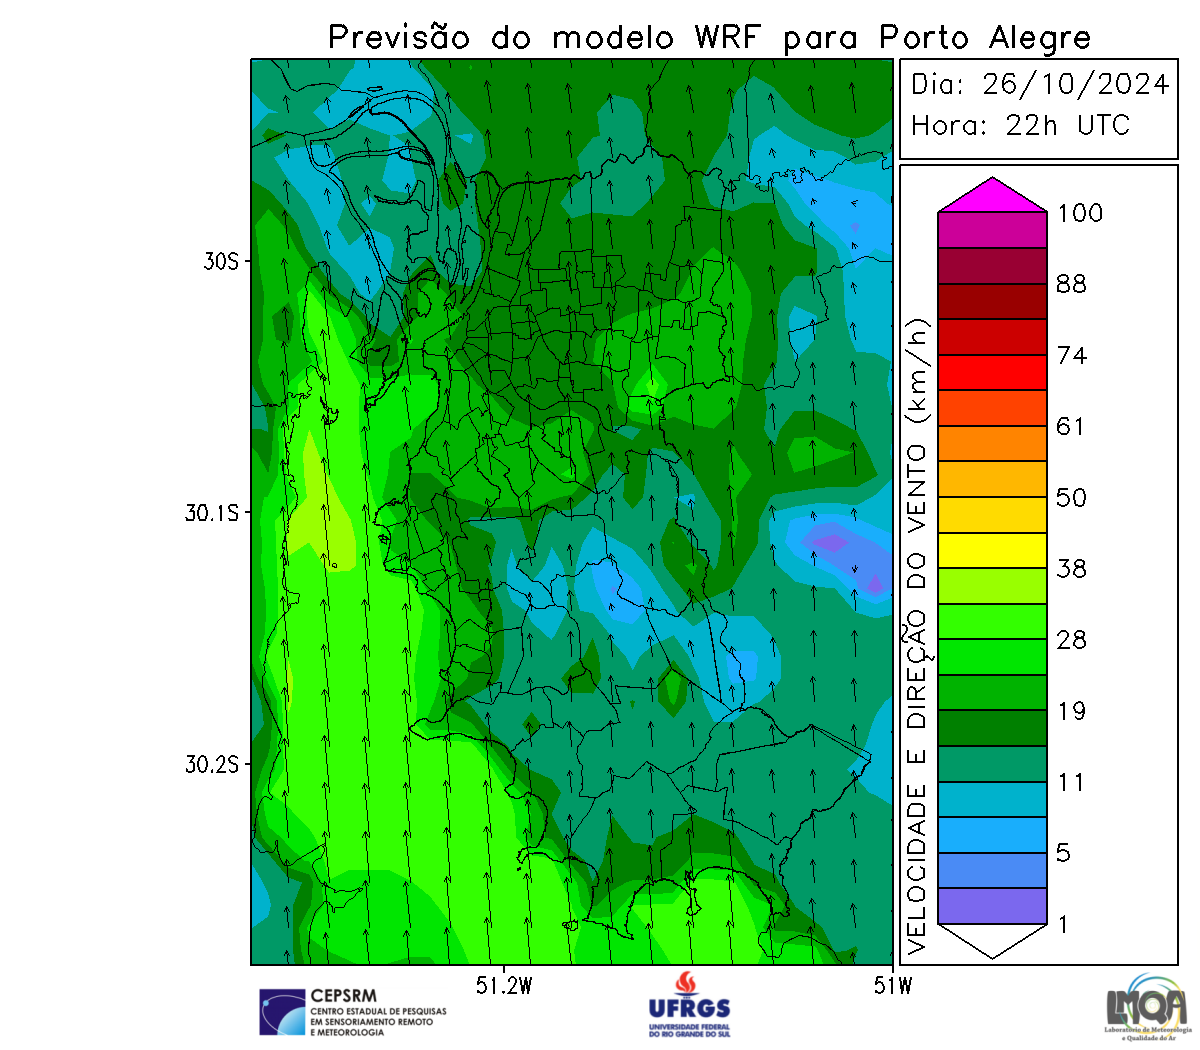 Previsão do modelo WRF para Porto Alegre
Dia: 26/10/2024
Hora: 22h UTC
30S
30.1S
30.2S
51.2W
51W
VELOCIDADE E DIREÇÃO DO VENTO (km/h)
100
88
74
61
50
38
28
19
11
5
1
CEPSRM
CENTRO ESTADUAL DE PESQUISAS
EM SENSORIAMENTO REMOTO
E METEOROLOGIA
UFRGS
UNIVERSIDADE FEDERAL
DO RIO GRANDE DO SUL
LMQA
Laboratório de Meteorologia
e Qualidade do Ar